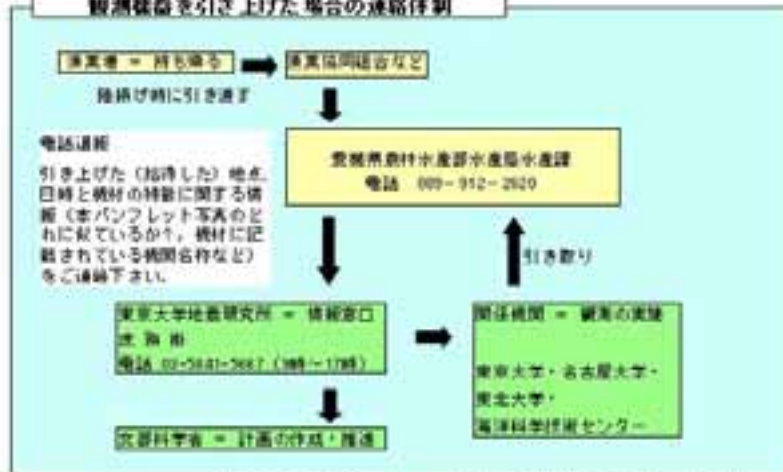 観測機器を引き上げた場合の連絡体制
漁業者 = 持ち帰る
漁業協同組合など
陸揚げ時に引き渡す
電話連絡
引き上げた（拾得した）地点、
日時と機材の特徴に関する情
報（本パンフレット写真のど
れに似ているか?，機材に記
載されている機関名称など）
をご連絡下さい。
愛媛県農林水産部水産局水産課
電話 089-912-2620
引き取り
東京大学地震研究所 = 情報窓口
電話 03-5841-5687（9時～17時）
関係機関 = 観測の実施
東京大学・名古屋大学・
東北大学・
海洋科学技術センター
文部科学省 = 計画の作成・推進